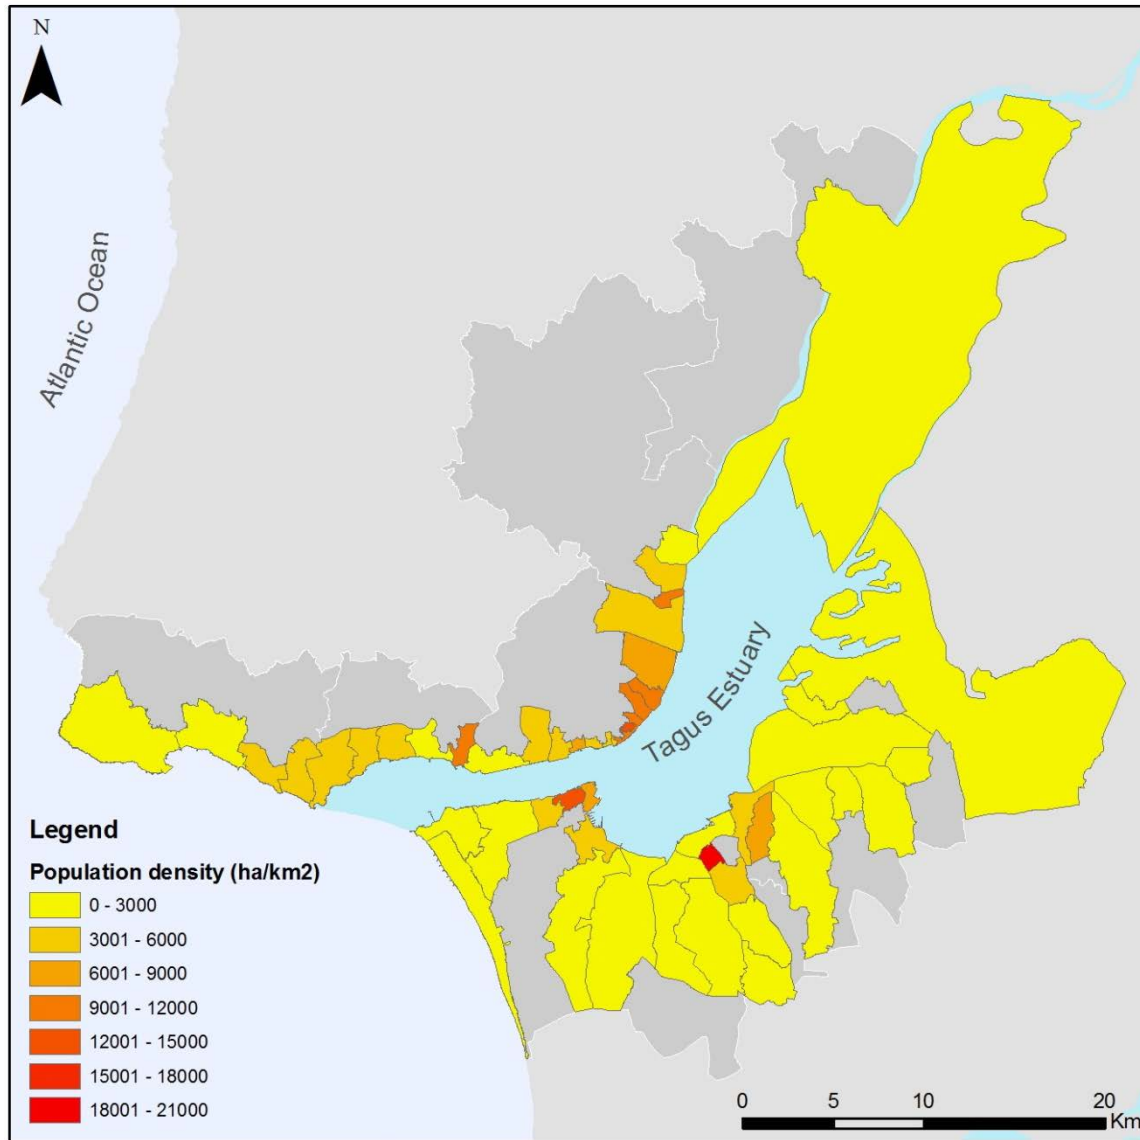 N
Atlantic Ocean
Tagus Estuary
Legend
Population density (ha/km2)
0 - 3000
3001 - 6000
6001 - 9000
9001 - 12000
12001 - 15000
15001 - 18000
18001 - 21000
0 5 10 20
Km